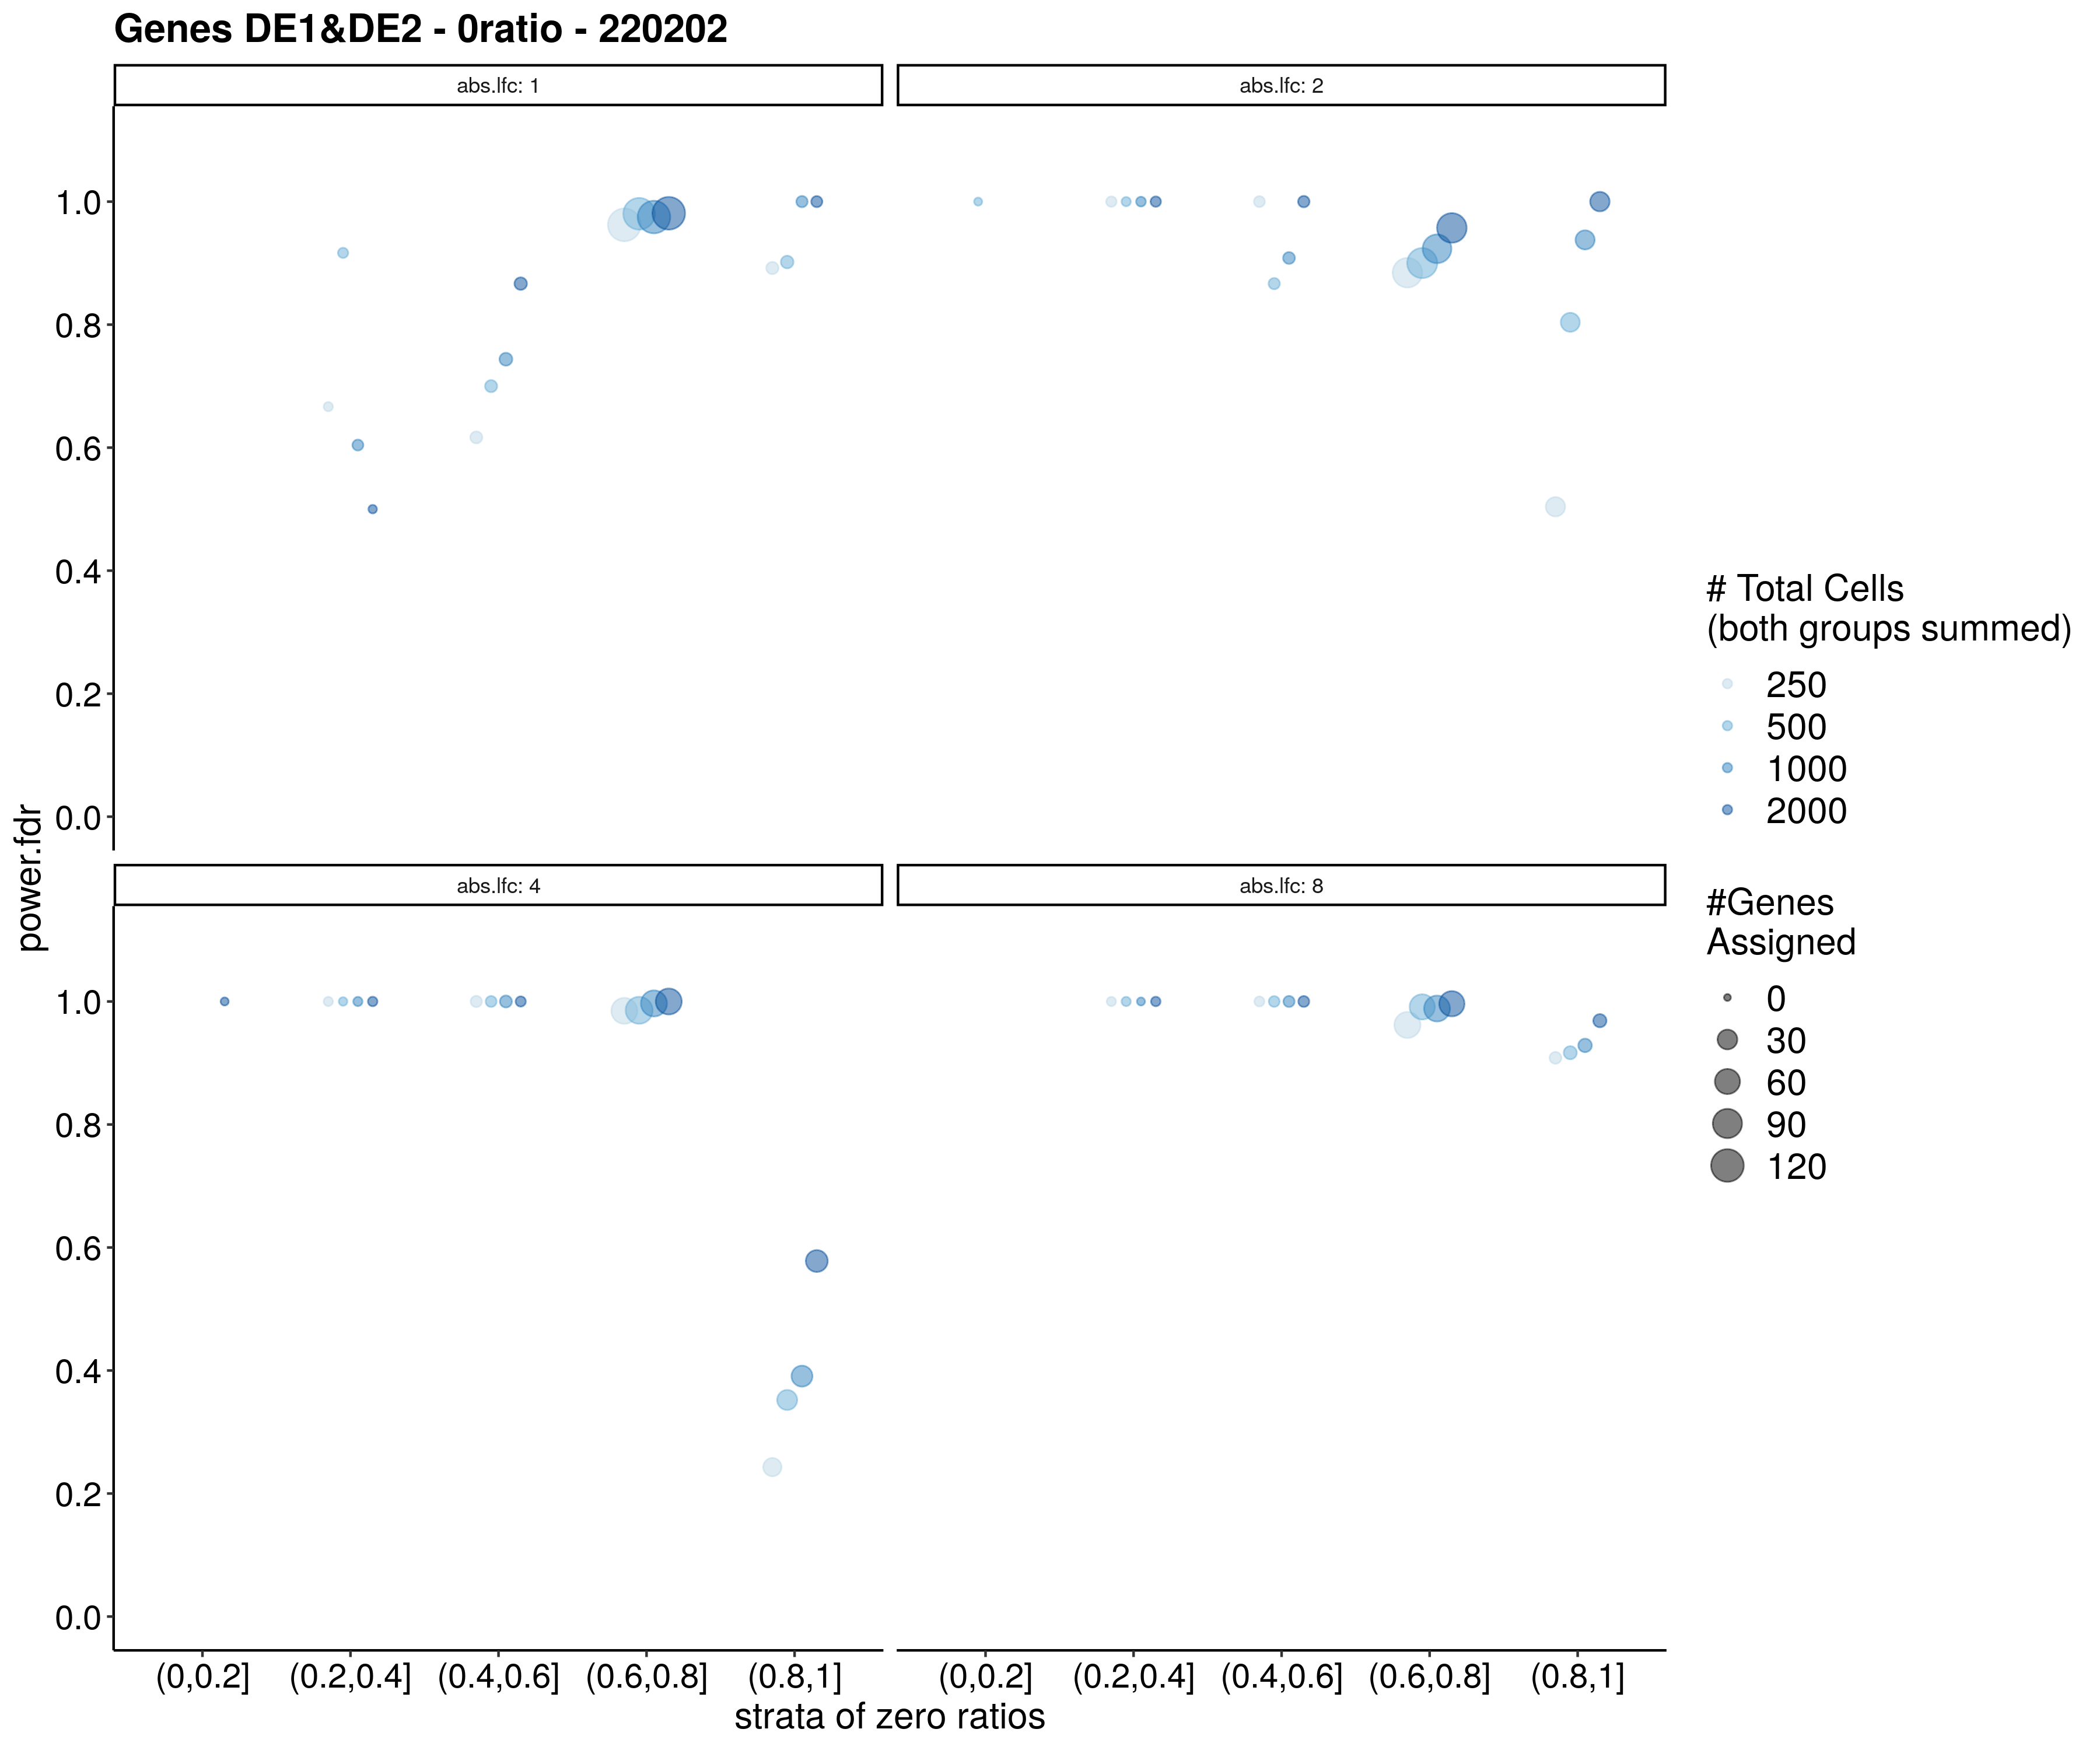 Genes DE1&DE2 - 0ratio - 220202
abs.lfc: 1
abs.lfc: 2
1.0
0.8
0.6
0.4
0.2
0.0
abs.lfc: 4
abs.lfc: 8
1.0
0.8
0.6
0.4
0.2
0.0
power.fdr
(0,0.2]
(0.2,0.4]
(0.4,0.6]
(0.6,0.8]
(0.8,1]
(0,0.2]
(0.2,0.4]
(0.4,0.6]
(0.6,0.8]
(0.8,1]
strata of zero ratios
# Total Cells
(both groups summed)
250
500
1000
2000
#Genes
Assigned
0
30
60
90
120